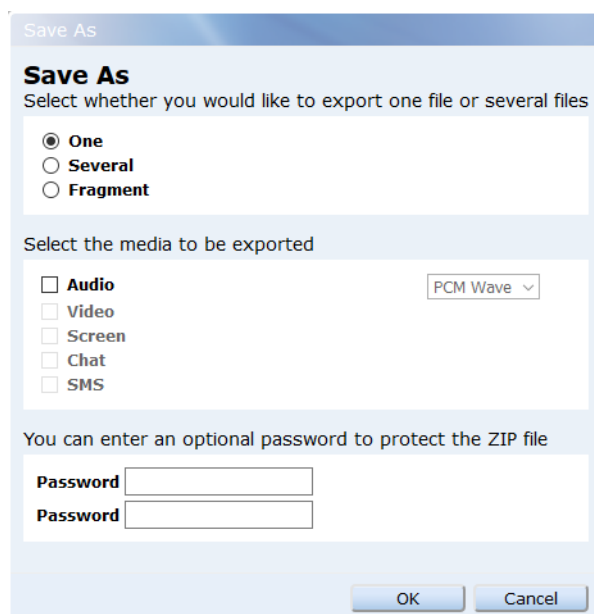 Save As
Save As
Select whether you would like to export one file or several files
One
Several
Fragment
Select the media to be exported
Audio PCM Wave
Video
Screen
Chat
SMS
You can enter an optional password to protect the ZIP file
Password
Password
OK Cancel